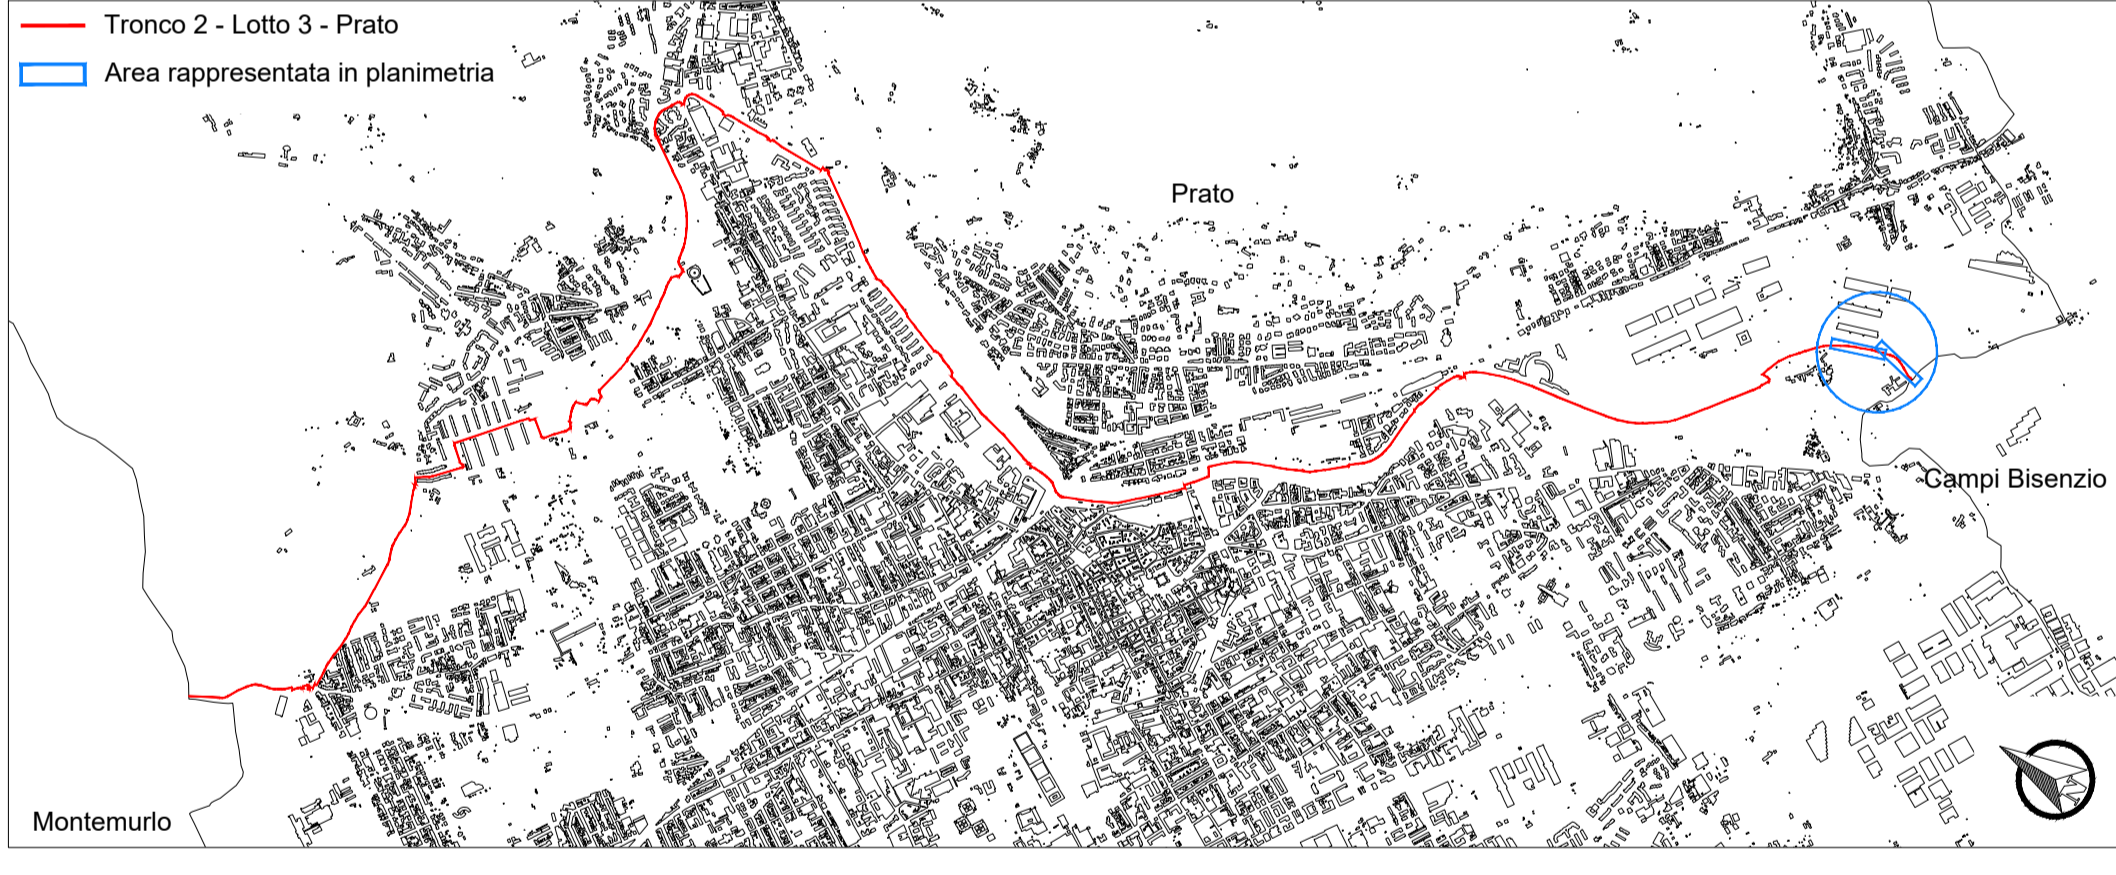 Tronco 2 - Lotto 3 - Prato
Area rappresentata in planimetria
Prato
Campi Bisenzio
Montemurlo